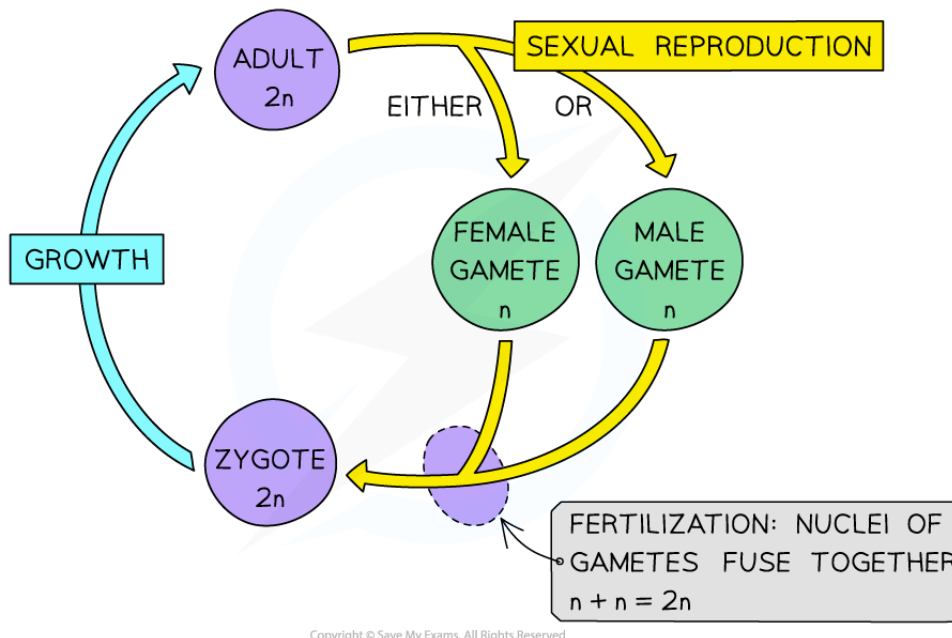 ADULT
2n
SEXUAL REPRODUCTION
EITHER
OR
FEMALE
GAMETE
n
MALE
GAMETE
n
GROWTH
ZYGOTE
2n
FERTILIZATION: NUCLEI OF
GAMETES FUSE TOGETHER
n + n = 2n
Copyright © Save My Exams. All Rights Reserved